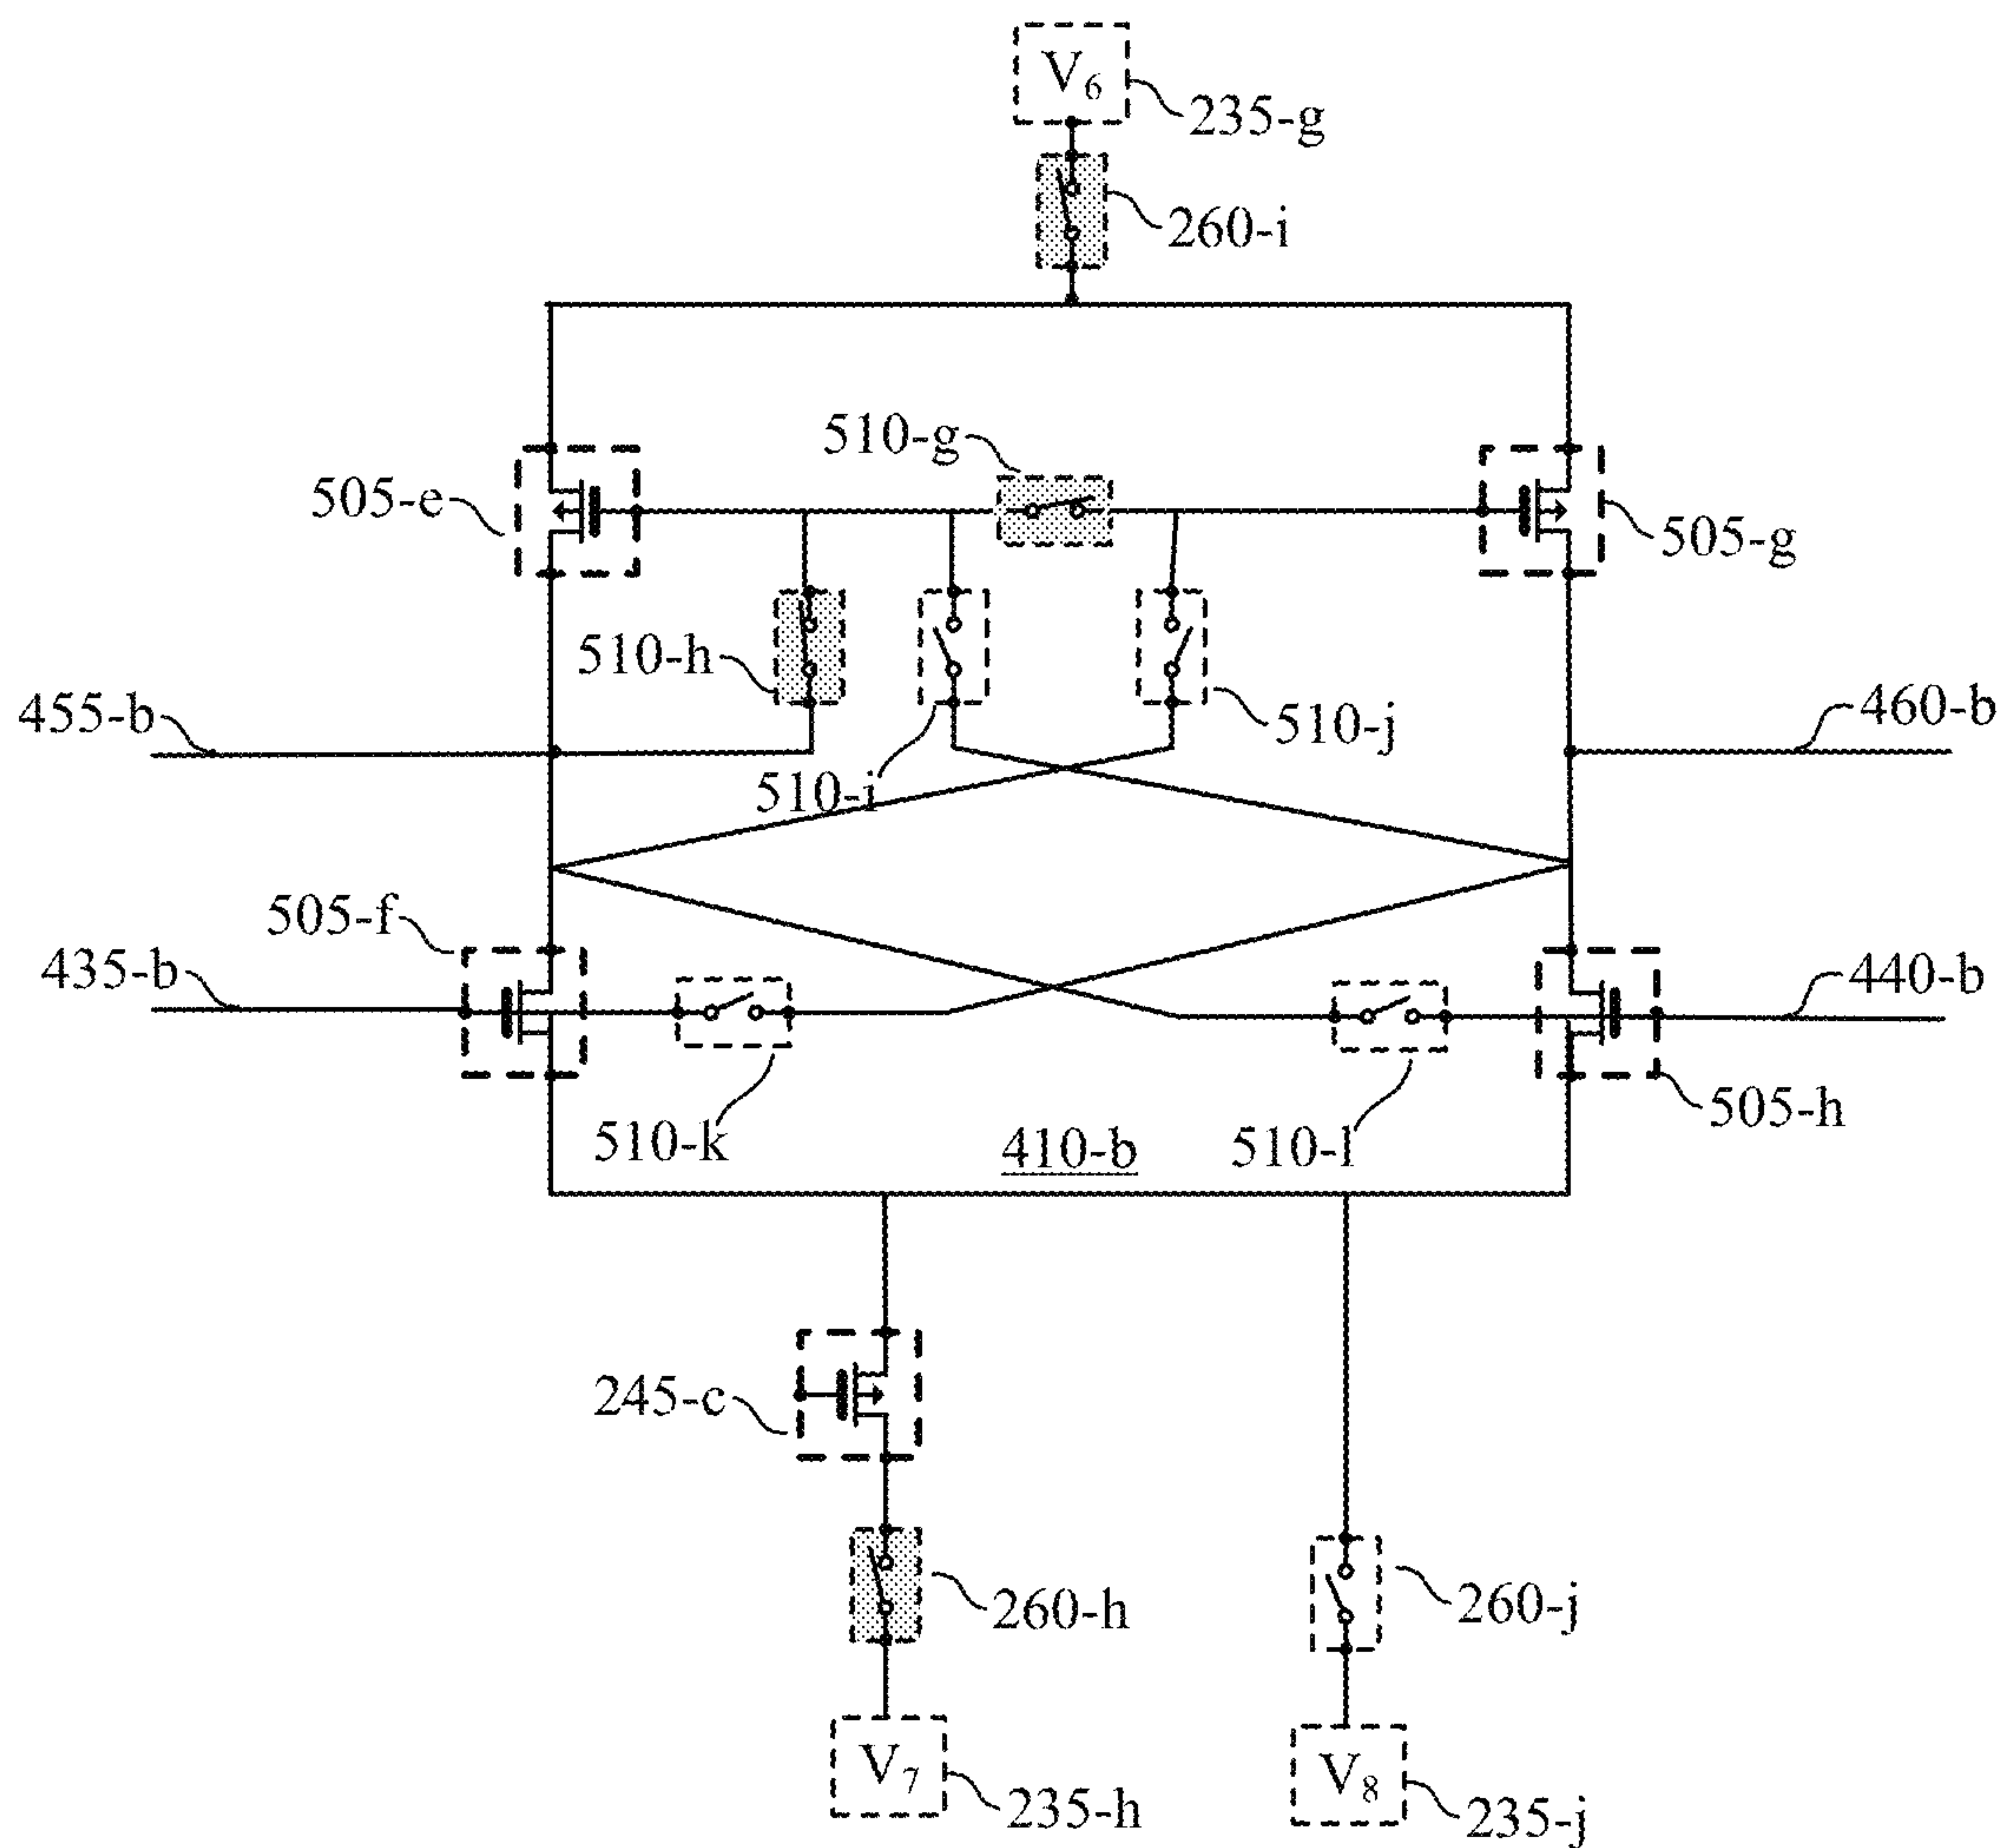 V₆
235-g
260-i
510-g
505-e
505-g
510-h
510-j
455-b
460-b
510-i
505-f
435-b
440-b
510-k
410-b
510-l
505-h
245-c
260-h
260-j
V₇
V₈
235-h
235-j